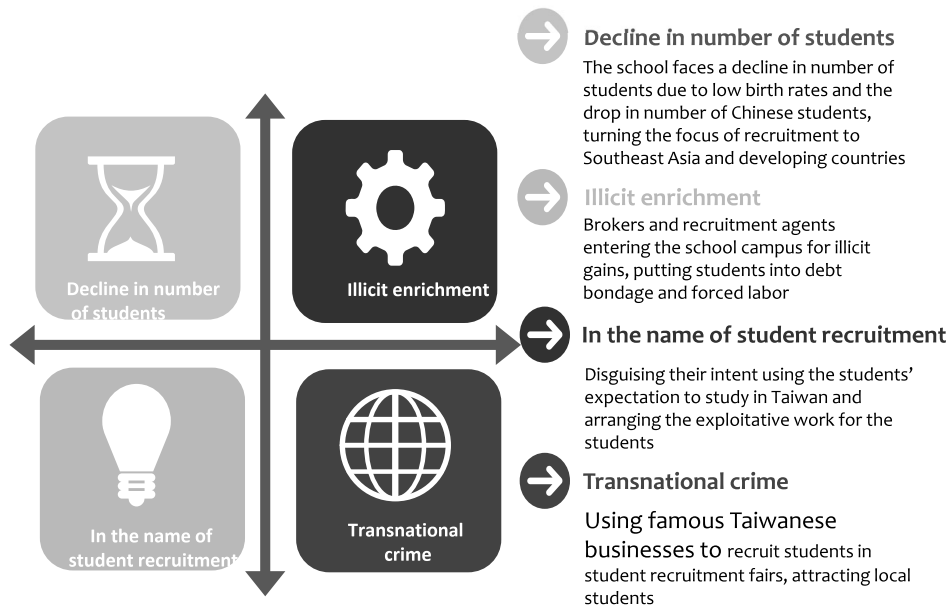 Decline in number
of students
Illicit enrichment
In the name of
student recruitment
Transnational
crime
Decline in number of students
The school faces a decline in number of
students due to low birth rates and the
drop in number of Chinese students,
turning the focus of recruitment to
Southeast Asia and developing countries
Illicit enrichment
Brokers and recruitment agents
entering the school campus for illicit
gains, putting students into debt
bondage and forced labor
In the name of student recruitment
Disguising their intent using the students’
expectation to study in Taiwan and
arranging the exploitative work for the
students
Transnational crime
Using famous Taiwanese
businesses to recruit students in
student recruitment fairs, attracting local
students